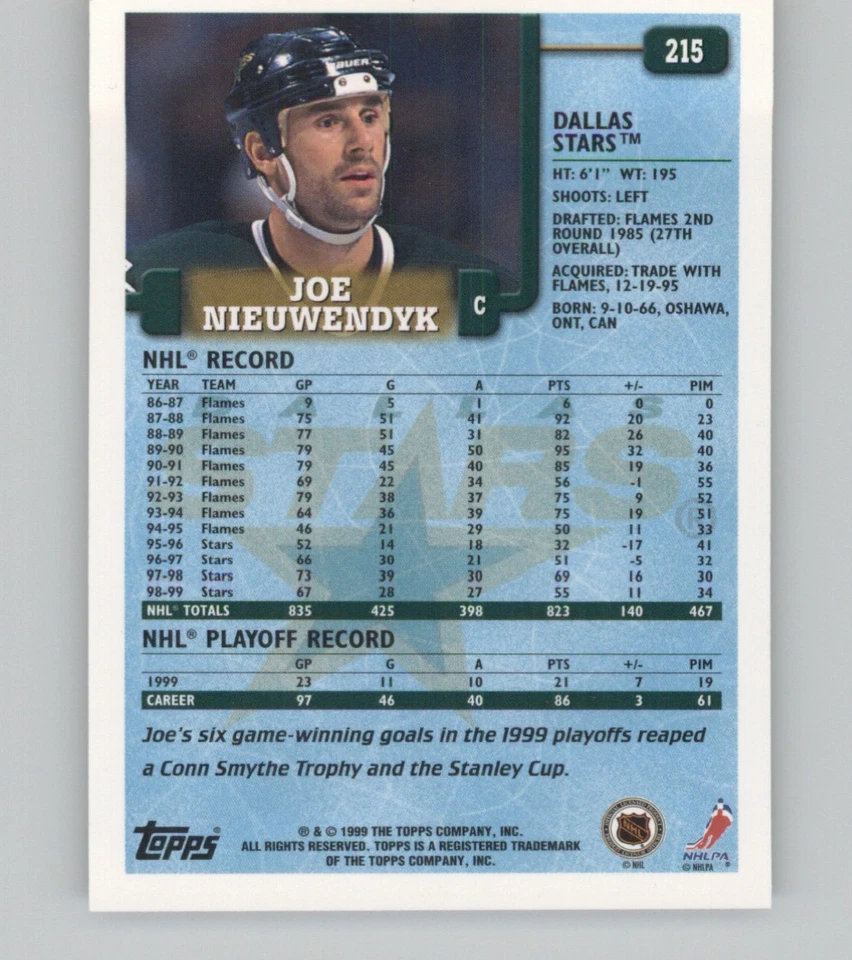 215
BUER
DALLAS
STARS™
HT: 6'1" WT: 195
SHOOTS: LEFT
DRAFTED: FLAMES 2ND
ROUND 1985 (27TH
OVERALL)
ACQUIRED: TRADE WITH
FLAMES, 12-19-95
BORN: 9-10-66, OSHAWA,
ONT, CAN
JOE
NIEUWENDYK
C
NHL® RECORD
YEAR TEAM GP G A PTS +/- PIM
86-87 Flames 9 5 1 6 0 0
87-88 Flames 75 51 41 92 20 23
88-89 Flames 77 51 31 82 26 40
89-90 Flames 79 45 50 95 32 40
90-91 Flames 79 45 40 85 19 36
91-92 Flames 69 22 34 56 -1 55
92-93 Flames 79 38 37 75 9 52
93-94 Flames 64 36 39 75 19 51
94-95 Flames 46 21 29 50 11 33
95-96 Stars 52 14 18 32 -17 41
96-97 Stars 66 30 21 51 -5 32
97-98 Stars 73 39 30 69 16 30
98-99 Stars 67 28 27 55 11 34
NHL® TOTALS 835 425 398 823 140 467
DALLAS
STARS®
NHL® PLAYOFF RECORD
GP G A PTS +/- PIM
1999 23 11 10 21 7 19
CAREER 97 46 40 86 3 61
Joe's six game-winning goals in the 1999 playoffs reaped
a Conn Smythe Trophy and the Stanley Cup.
Topps®
® & © 1999 THE TOPPS COMPANY, INC.
ALL RIGHTS RESERVED. TOPPS IS A REGISTERED TRADEMARK
OF THE TOPPS COMPANY, INC.
NHL
© NHL
NHLPA®
© NHLPA